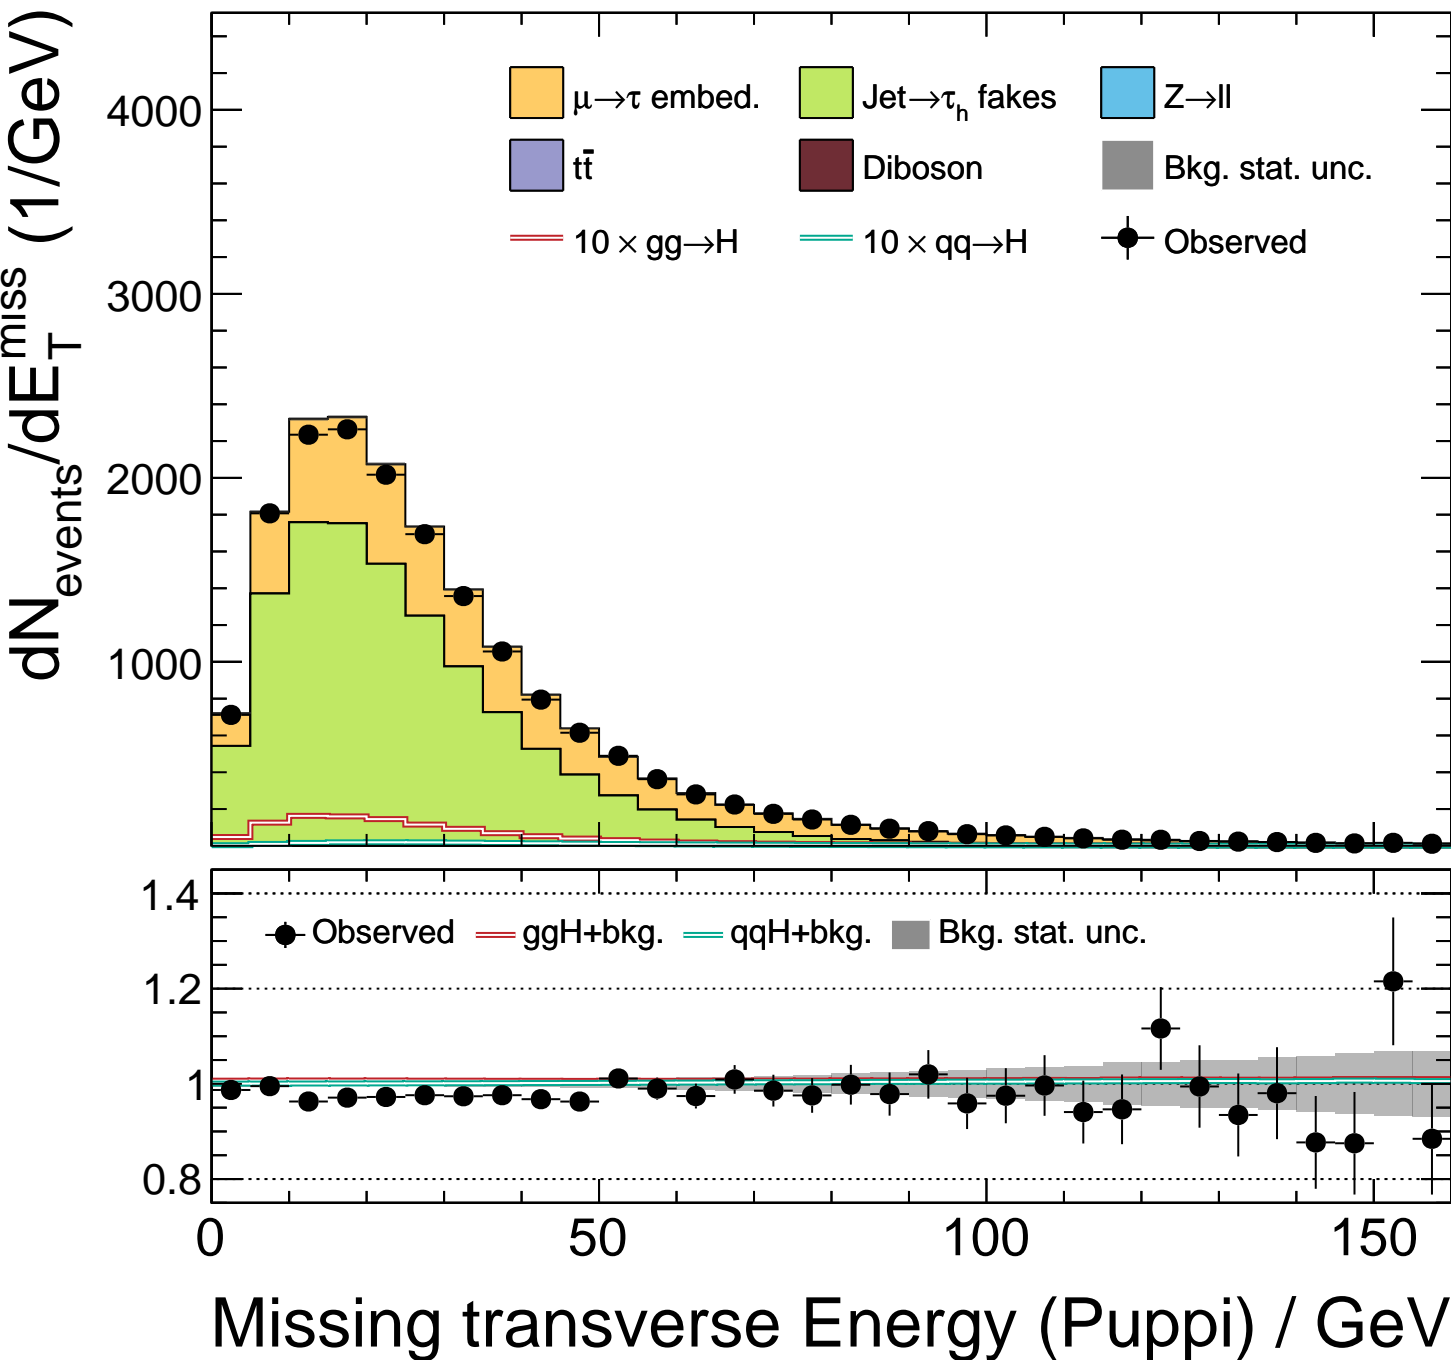 dN_events/dE_T^miss (1/GeV)
4000
3000
2000
1000
μ→τ embed.
Jet→τ_h fakes
Z→ll
tt̄
Diboson
Bkg. stat. unc.
10 × gg→H
10 × qq→H
Observed
1.4
1.2
1
0.8
Observed
ggH+bkg.
qqH+bkg.
Bkg. stat. unc.
0
50
100
150
Missing transverse Energy (Puppi) / GeV